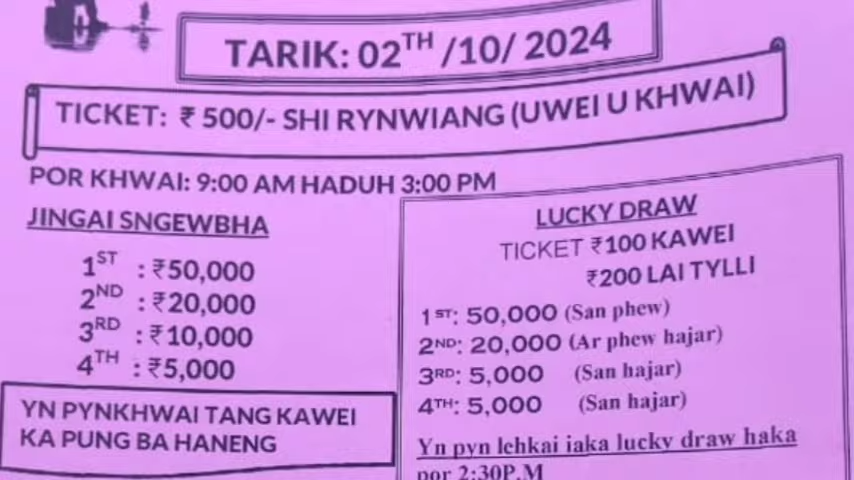 TARIK: 02TH /10/ 2024
TICKET: ₹ 500/- SHI RYNWIANG (UWEI U KHWAI)
POR KHWAI: 9:00 AM HADUH 3:00 PM
JINGAI SNGEWBHA
1ST : ₹50,000
2ND : ₹20,000
3RD : ₹10,000
4TH : ₹5,000
YN PYNKHWAI TANG KAWEI
KA PUNG BA HANENG
LUCKY DRAW
TICKET ₹100 KAWEI
₹200 LAI TYLLI
1ST: 50,000 (San phew)
2ND: 20,000 (Ar phew hajar)
3RD: 5,000 (San hajar)
4TH: 5,000 (San hajar)
Yn pyn lehkai iaka lucky draw haka
por 2:30P.M